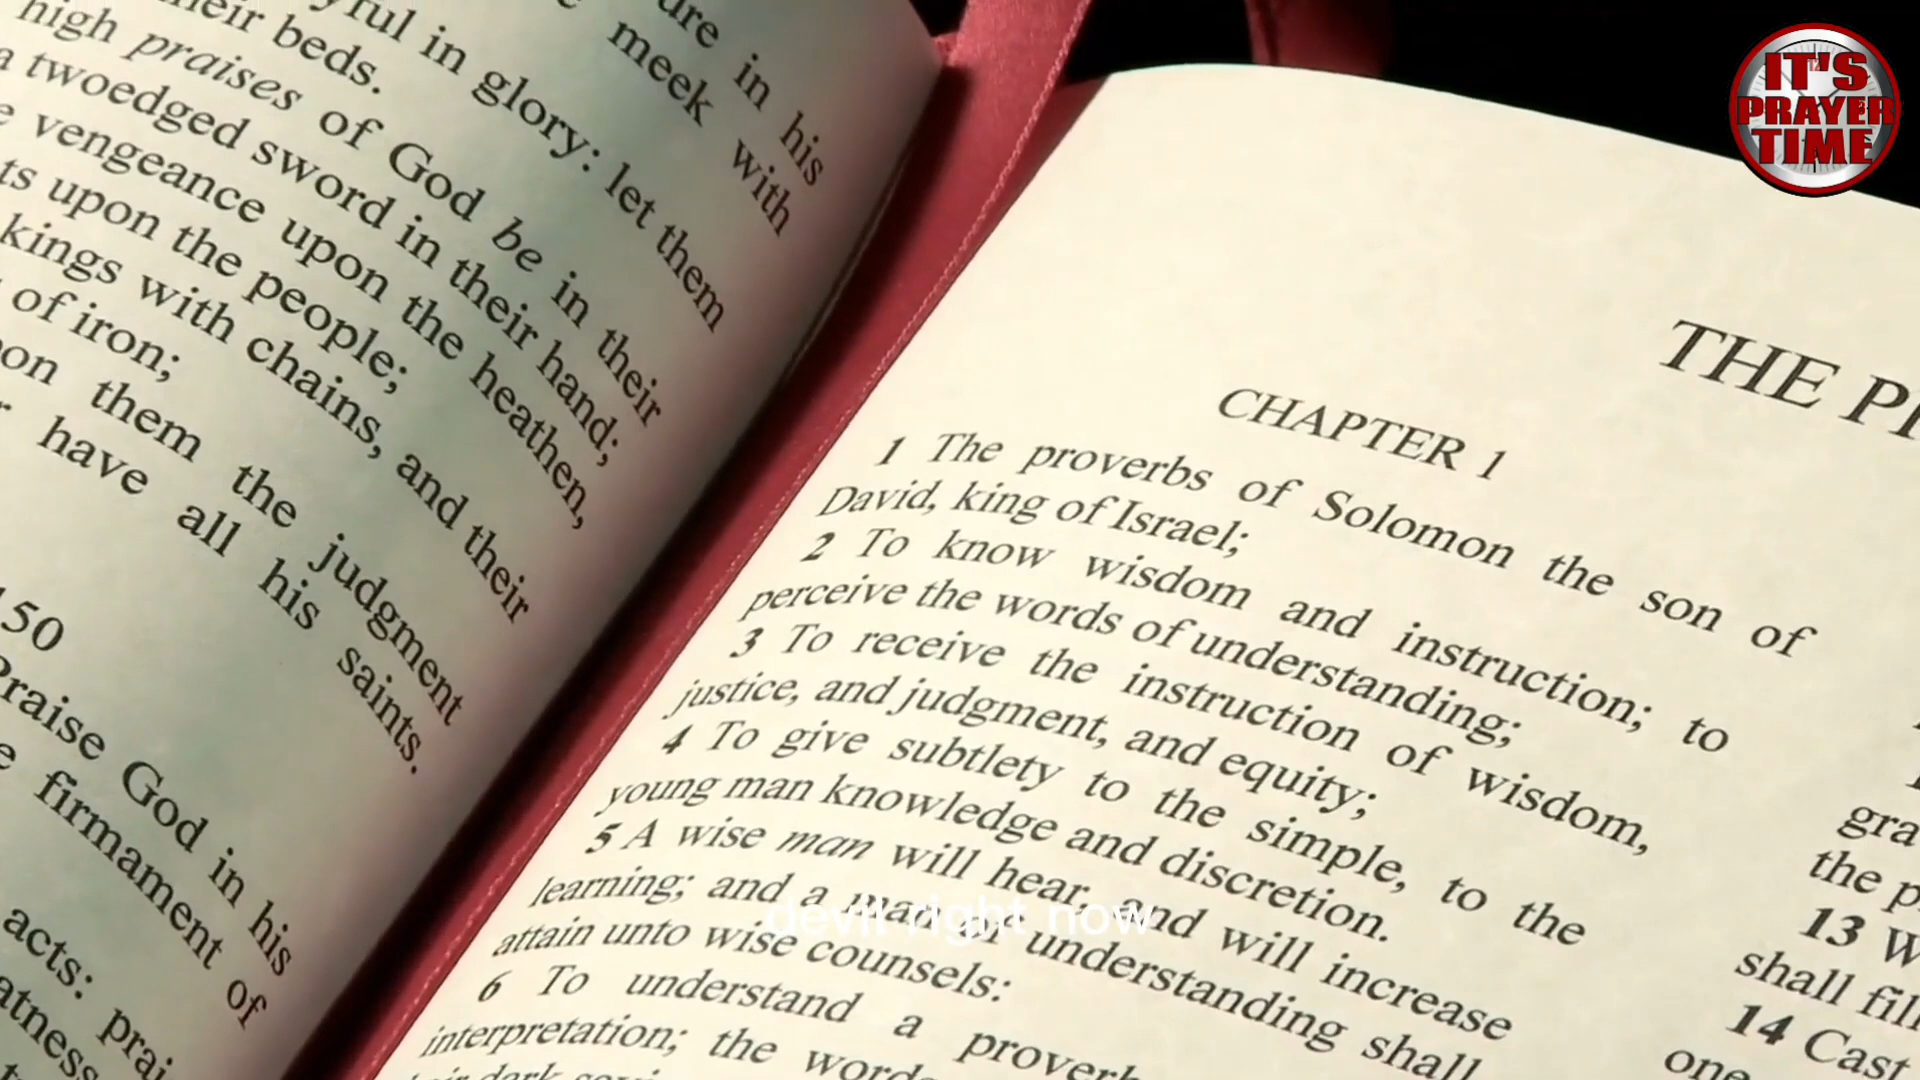 ure in his
meek with
yful in glory: let them
their beds.
high praises of God be in their
a twoedged sword in their hand;
vengeance upon the heathen,
upon the people;
kings with chains, and their
of iron;
them the judgment
have all his saints.
150
Praise God in his
firmament of
acts:
THE
CHAPTER 1
1 The proverbs of Solomon the son of
David, king of Israel;
2 To know wisdom and instruction; to
perceive the words of understanding;
3 To receive the instruction of wisdom,
justice, and judgment, and equity;
4 To give subtlety to the simple, to the
young man knowledge and discretion.
5 A wise man will hear, and will increase
learning; and a man of understanding shall
attain unto wise counsels:
6 To understand a proverb
interpretation; the words
the
13
shall
14 Cast
one
devil right now
IT'S
PRAYER
TIME